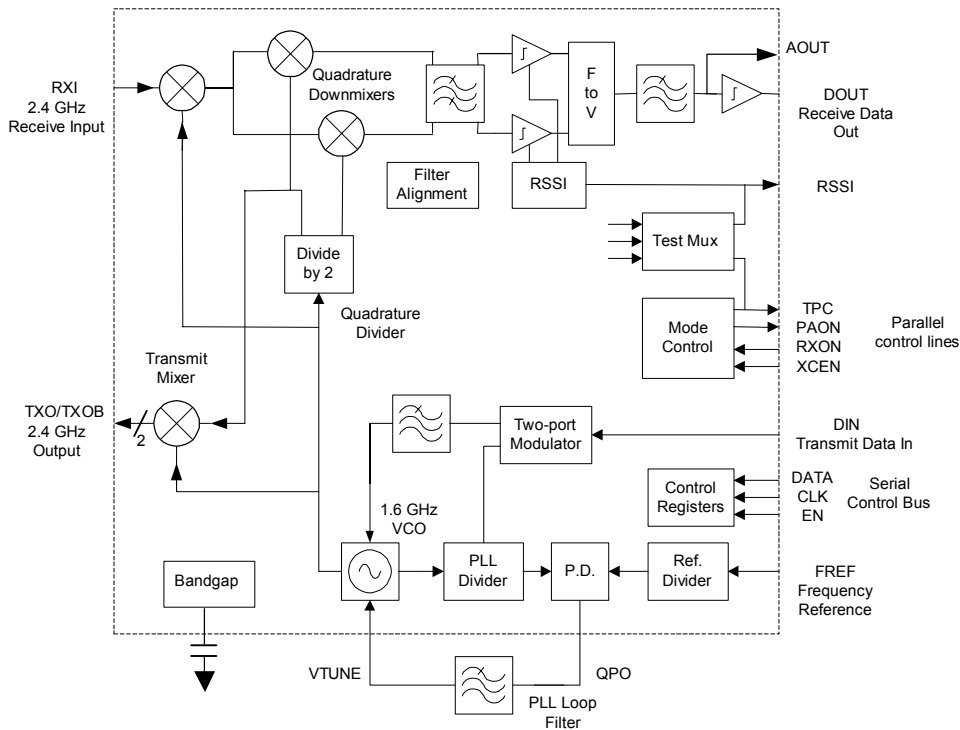 RXI
2.4 GHz
Receive Input
Quadrature
Downmixers
F
to
V
AOUT
DOUT
Receive Data
Out
Filter
Alignment
RSSI
RSSI
Test Mux
Divide
by 2
Quadrature
Divider
Mode
Control
TPC
PAON
RXON
XCEN
Parallel
control lines
Transmit
Mixer
TXO/TXOB
2.4 GHz
Output
2
Two-port
Modulator
DIN
Transmit Data In
Control
Registers
DATA
CLK
EN
Serial
Control Bus
1.6 GHz
VCO
PLL
Divider
P.D.
Ref.
Divider
FREF
Frequency
Reference
Bandgap
VTUNE
QPO
PLL Loop
Filter